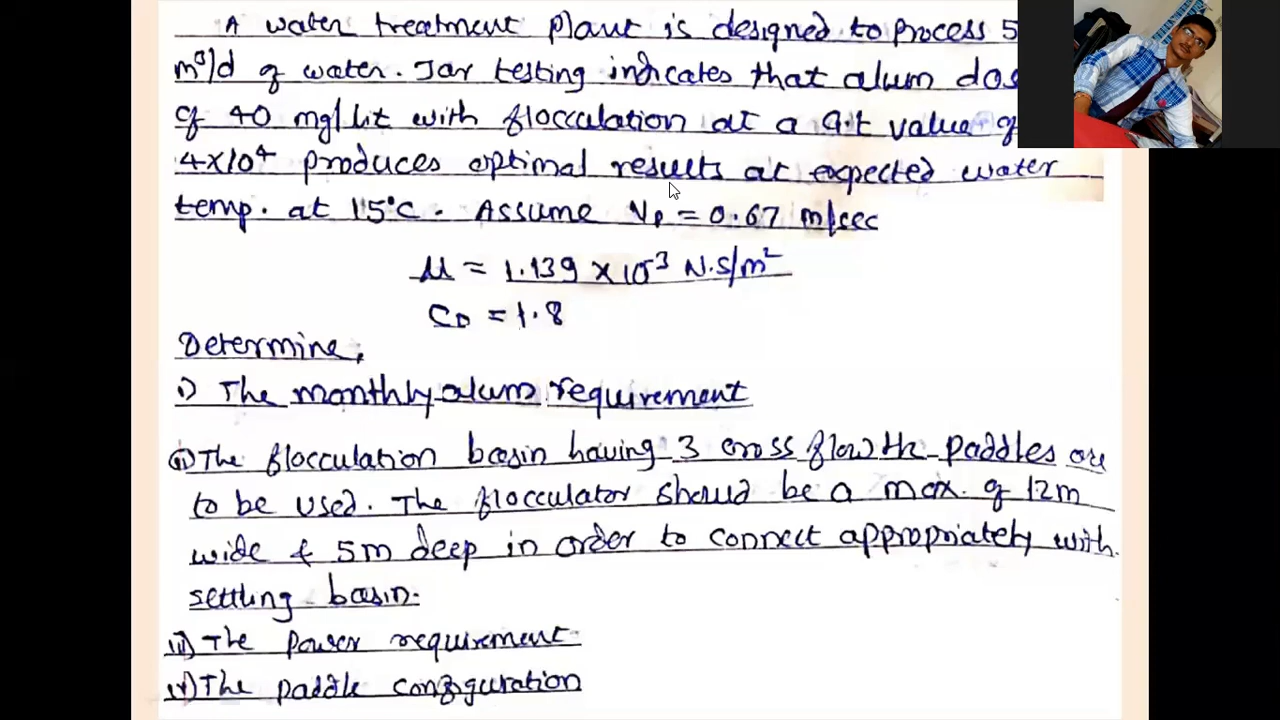 A water treatment plant is designed to process 5
m³/d of water. Jar testing indicates that alum dos
of 40 mg/lit with flocculation at a G.t value of
4x10⁴ produces optimal results at expected water
temp. at 15°C. Assume Vp = 0.67 m/sec
μ = 1.139 x 10⁻³ N.S/m²
CD = 1.8
Determine,
i) The monthly alum requirement
ii) The flocculation basin having 3 cross flow the paddles are
to be used. The flocculator should be a max. of 12m
wide & 5m deep in order to connect appropriately with
settling basin.
iii) The power requirement
iv) The paddle configuration